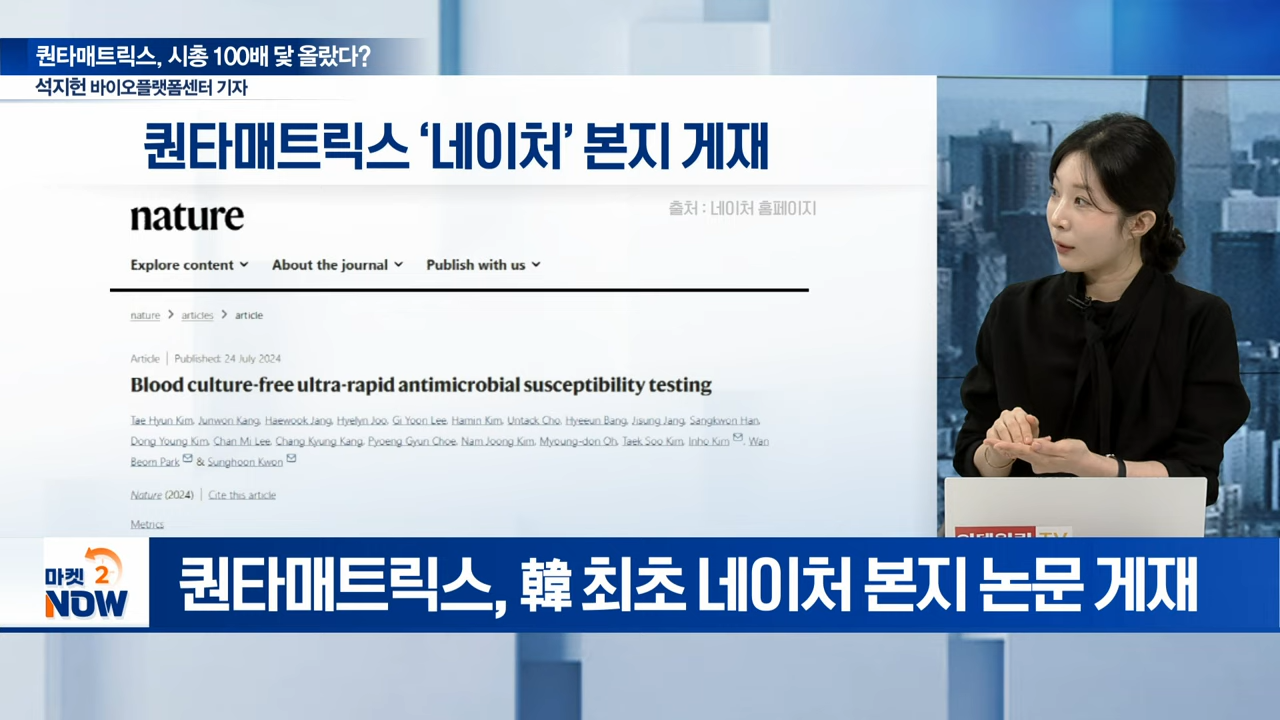 퀀타매트릭스, 시총 100배 닻 올랐다?
석지헌 바이오플랫폼센터 기자
퀀타매트릭스 ‘네이처’ 본지 게재
nature
출처 : 네이처 홈페이지
Explore content About the journal Publish with us
nature > articles > article
Article | Published: 24 July 2024
Blood culture-free ultra-rapid antimicrobial susceptibility testing
Tae Hyun Kim, Junwon Kang, Haewook Jang, Hyelyn Joo, Gi Yoon Lee, Hamin Kim, Untack Cho, Hyeeun Bang, Jisung Jang, Sangkwon Han,
Dong Young Kim, Chan Mi Lee, Chang Kyung Kang, Pyoeng Gyun Choe, Nam Joong Kim, Myoung-don Oh, Taek Soo Kim, Inho Kim, Wan
Beom Park & Sunghoon Kwon
Nature (2024) | Cite this article
Metrics
마켓 2
NOW
퀀타매트릭스, 韓 최초 네이처 본지 논문 게재